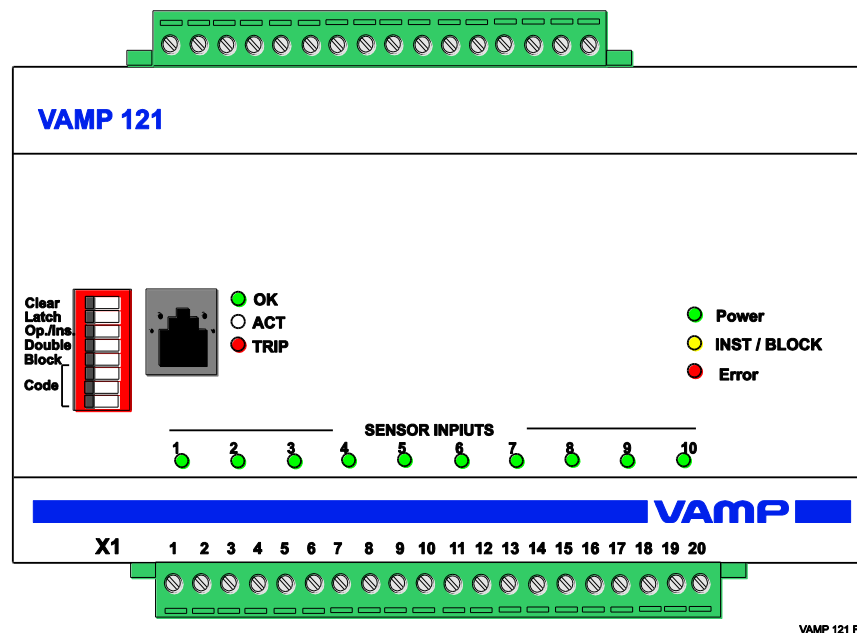 VAMP 121
Clear
Latch
Op./Ins.
Double
Block
Code
OK
ACT
TRIP
Power
INST / BLOCK
Error
SENSOR INPIUTS
1 2 3 4 5 6 7 8 9 10
VAMP
X1 1 2 3 4 5 6 7 8 9 10 11 12 13 14 15 16 17 18 19 20
VAMP 121 F